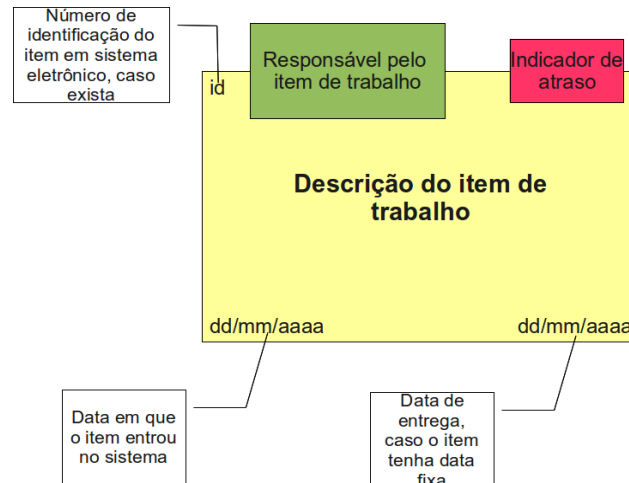 Número de
identificação do
item em sistema
eletrônico, caso
exista
id
Responsável pelo
item de trabalho
Indicador de
atraso
Descrição do item de
trabalho
dd/mm/aaaa
dd/mm/aaaa
Data em que
o item entrou
no sistema
Data de
entrega,
caso o item
tenha data
fixa